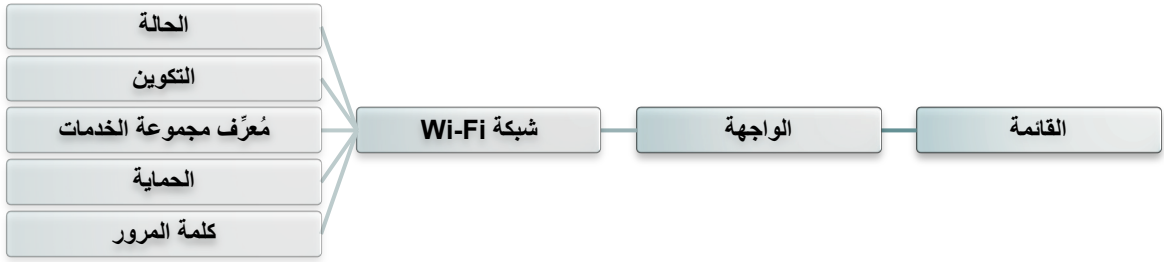 القائمة
الواجهة
شبكة Wi-Fi
الحالة
التكوين
مُعرِّف مجموعة الخدمات
الحماية
كلمة المرور